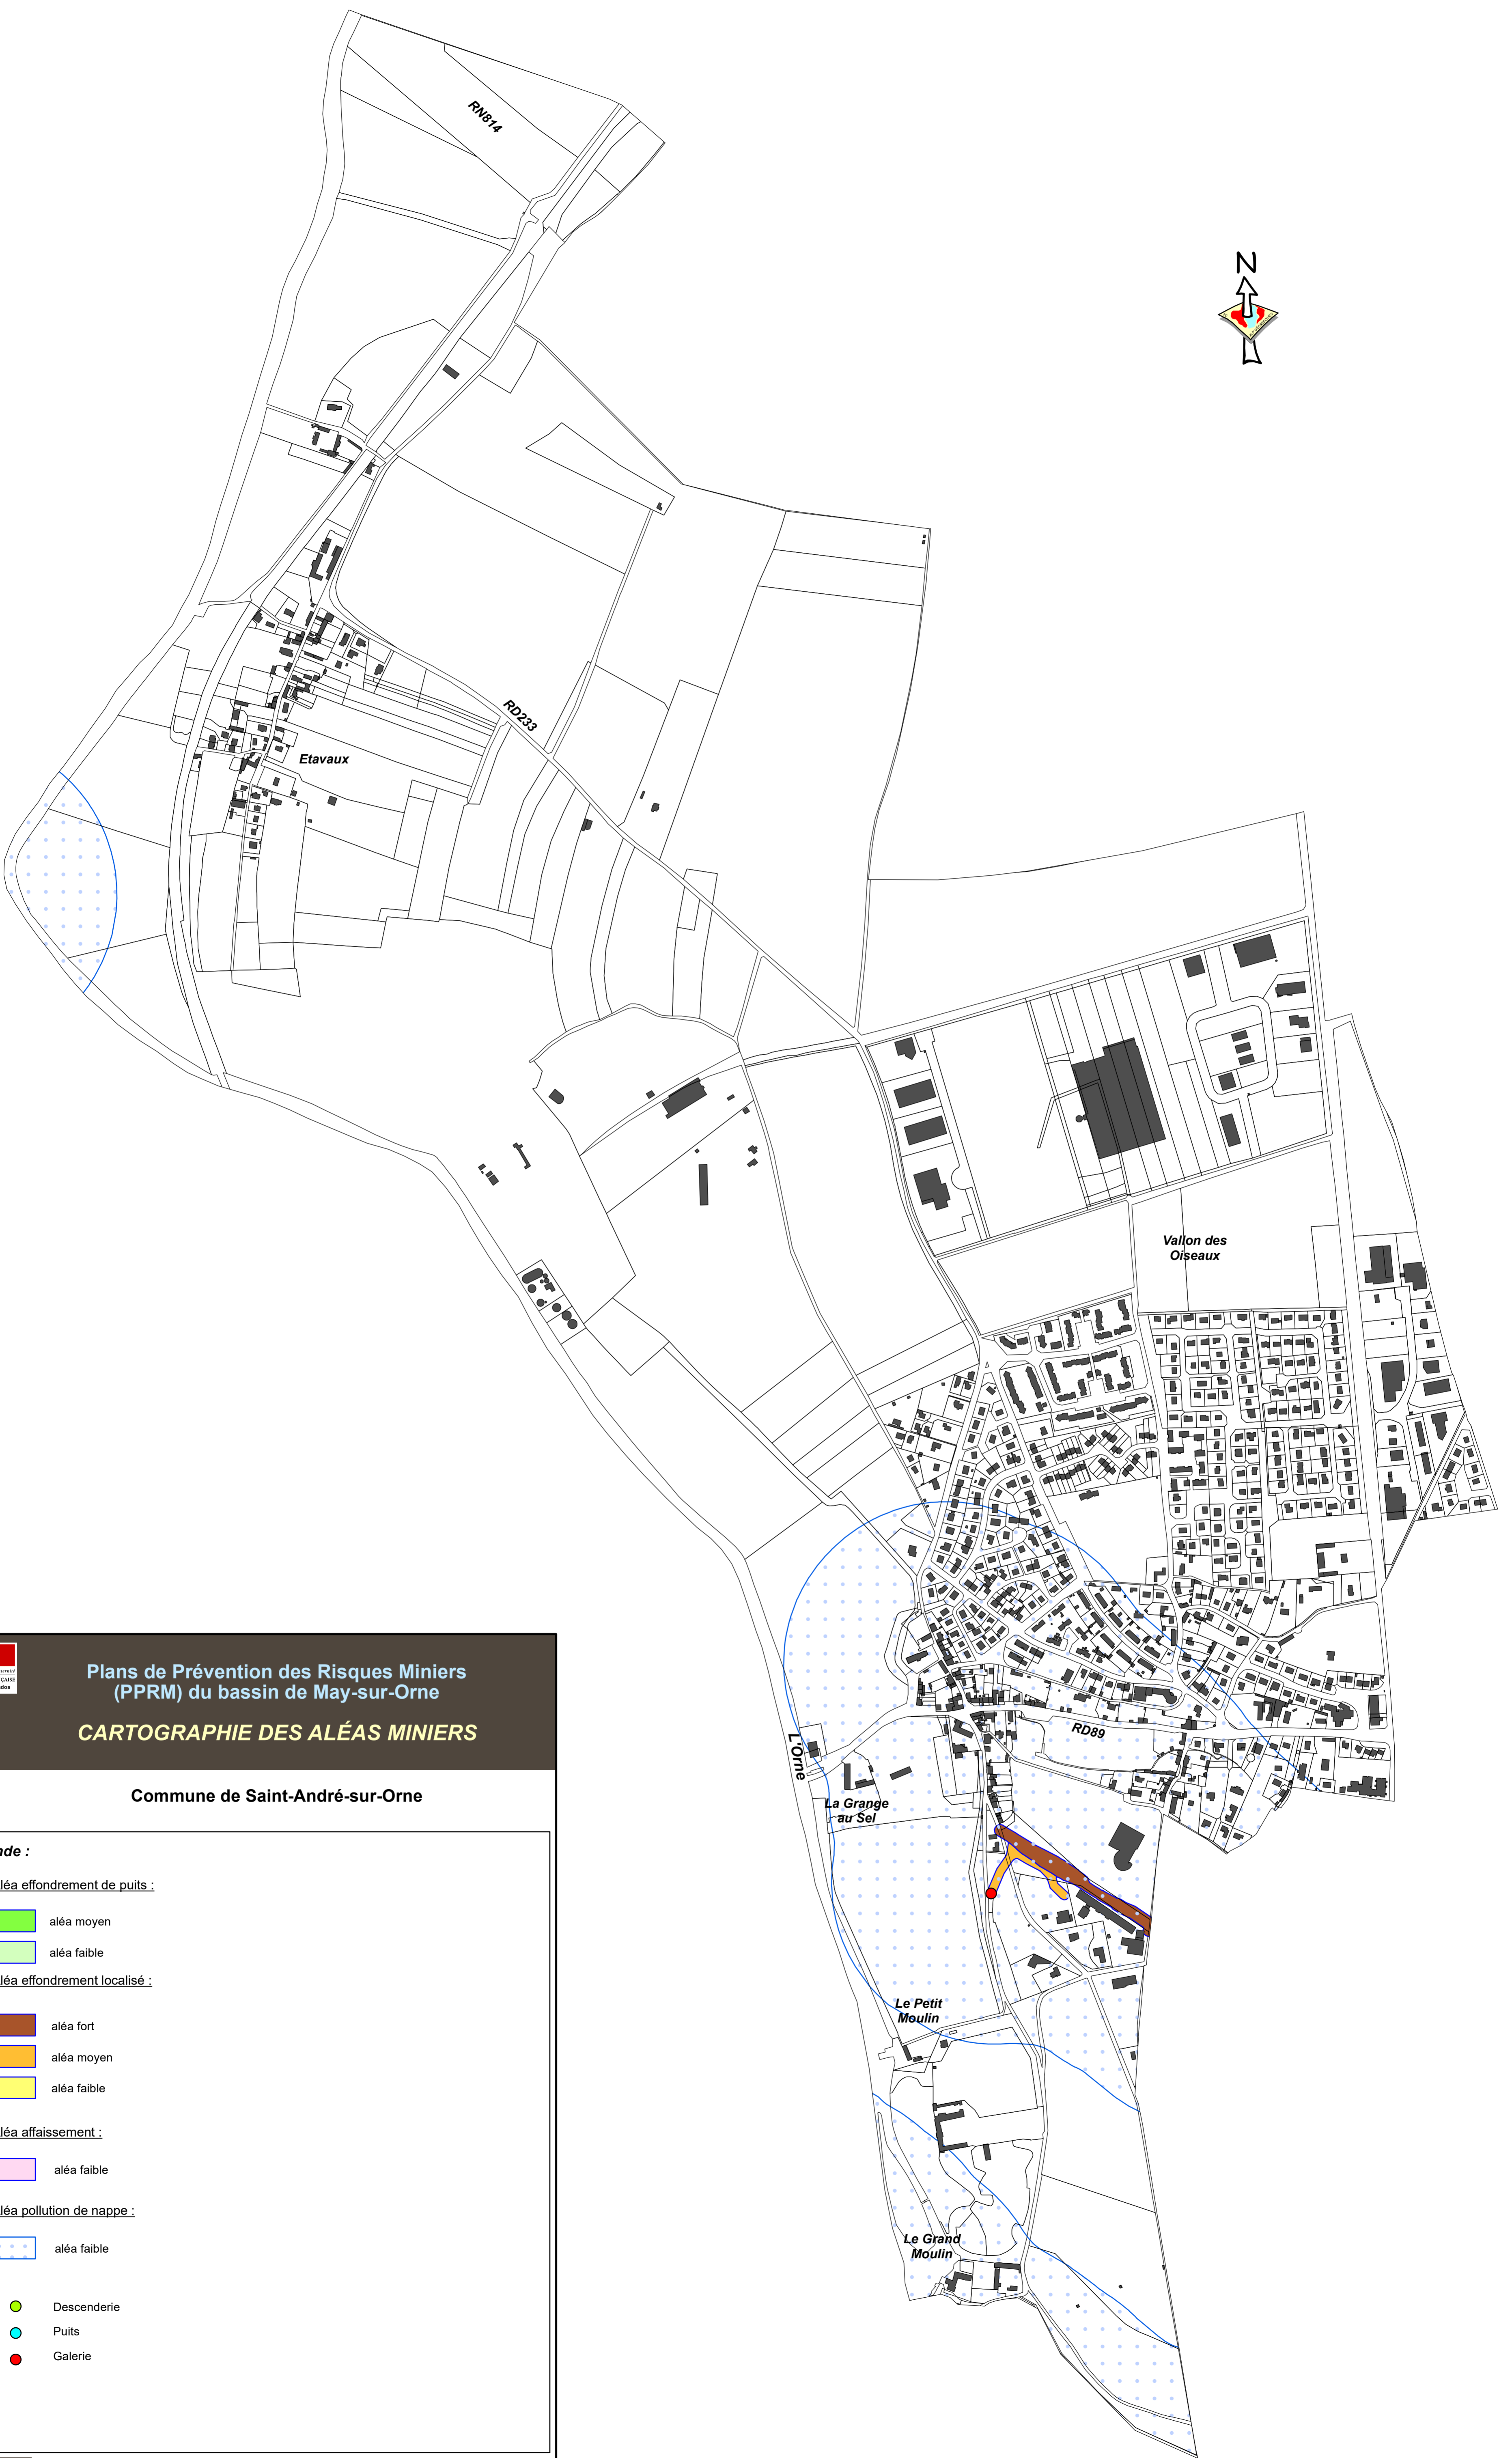 RN814
N
RD233
Etavaux
Vallon des
Oiseaux
RD89
L'Orne
La Grange
au Sel
Le Petit
Moulin
Le Grand
Moulin
Plans de Prévention des Risques Miniers
(PPRM) du bassin de May-sur-Orne
CARTOGRAPHIE DES ALÉAS MINIERS
Commune de Saint-André-sur-Orne
nde :
léa effondrement de puits :
aléa moyen
aléa faible
léa effondrement localisé :
aléa fort
aléa moyen
aléa faible
léa affaissement :
aléa faible
léa pollution de nappe :
aléa faible
Descenderie
Puits
Galerie